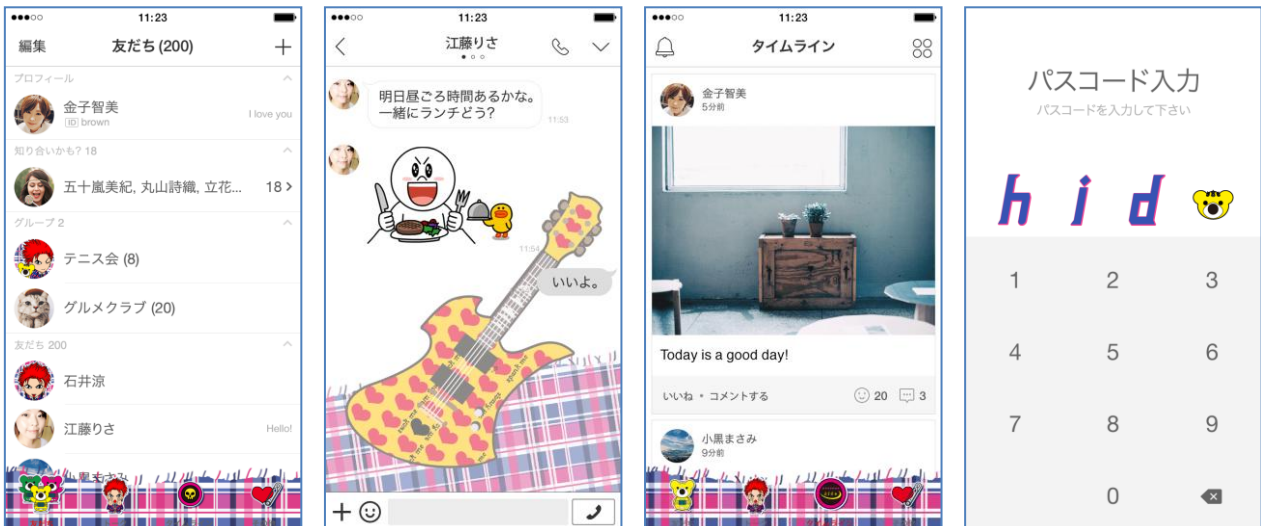 11:23
編集
友だち (200)
プロフィール
金子智美
ID brown
I love you
知り合いかも? 18
五十嵐美紀, 丸山詩織, 立花...
18
グループ 2
テニス会 (8)
グルメクラブ (20)
友だち 200
石井涼
江藤りさ
Hello!
小黒まさみ
11:23
江藤りさ
明日昼ごろ時間あるかな。
一緒にランチどう?
11:53
11:54
いいよ。
11:23
タイムライン
金子智美
5分前
Today is a good day!
いいね • コメントする
20
3
小黒まさみ
9分前
パスコード入力
パスコードを入力して下さい
h i d
1 2 3
4 5 6
7 8 9
0